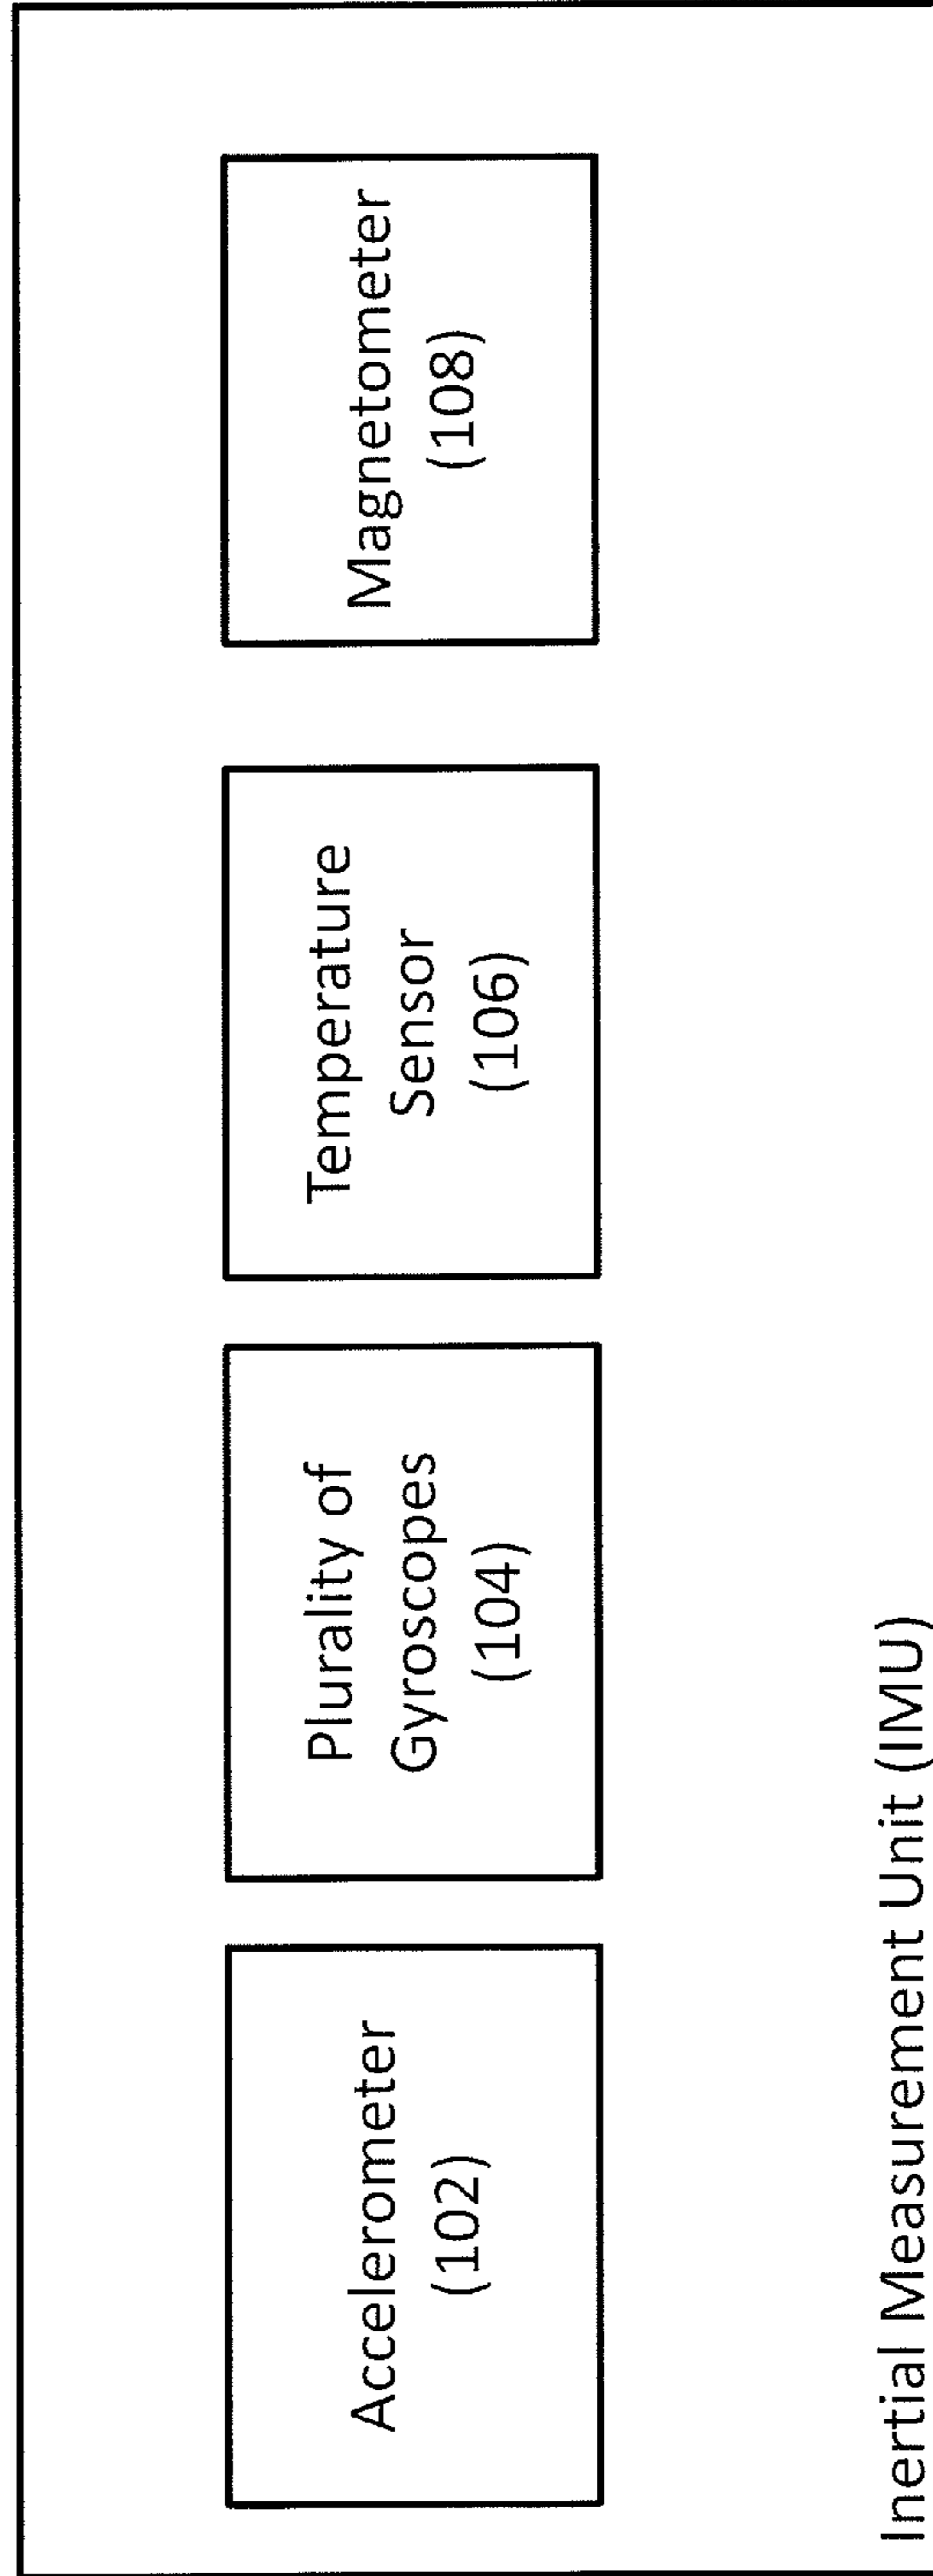 Accelerometer
(102)
Plurality of
Gyroscopes
(104)
Temperature
Sensor
(106)
Magnetometer
(108)
Inertial Measurement Unit (IMU)